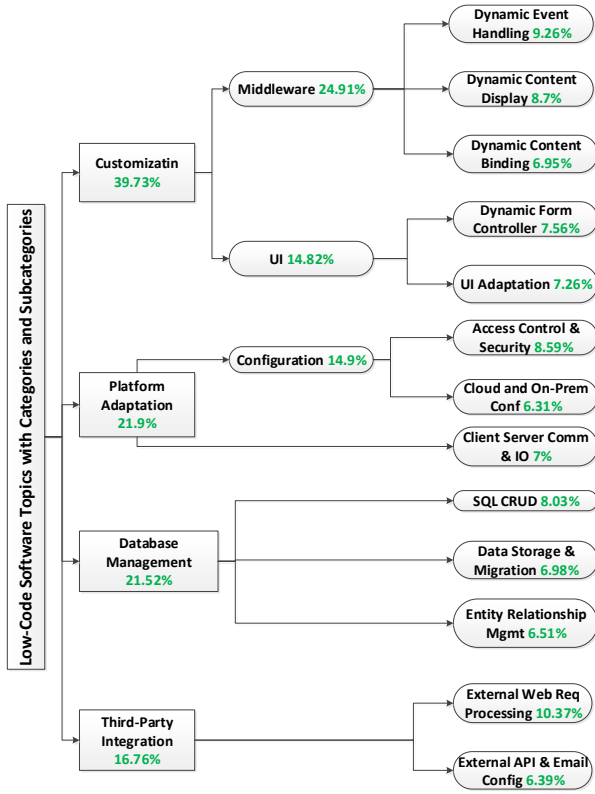 Low-Code Software Topics with Categories and Subcategories
Customizatin
39.73%
Middleware 24.91%
Dynamic Event
Handling 9.26%
Dynamic Content
Display 8.7%
Dynamic Content
Binding 6.95%
UI 14.82%
Dynamic Form
Controller 7.56%
UI Adaptation 7.26%
Platform
Adaptation
21.9%
Configuration 14.9%
Access Control &
Security 8.59%
Cloud and On-Prem
Conf 6.31%
Client Server Comm
& IO 7%
Database
Management
21.52%
SQL CRUD 8.03%
Data Storage &
Migration 6.98%
Entity Relationship
Mgmt 6.51%
Third-Party
Integration
16.76%
External Web Req
Processing 10.37%
External API & Email
Config 6.39%